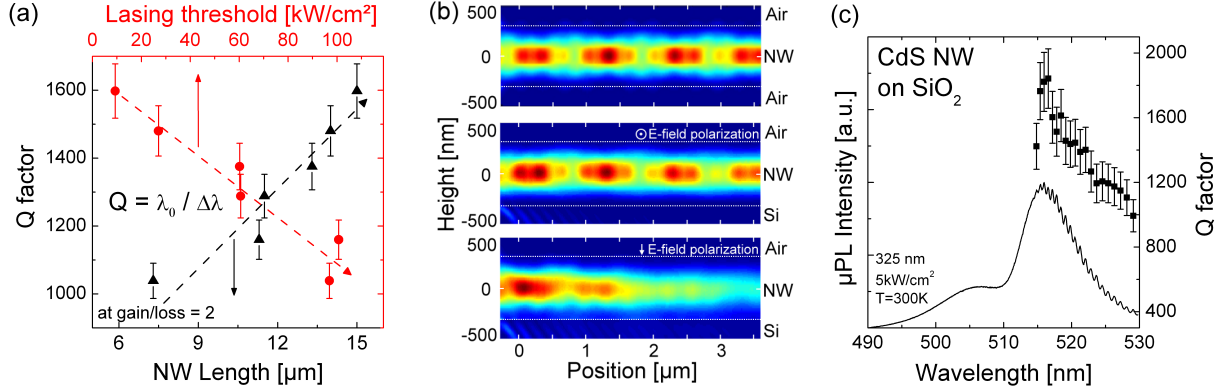 (a)
Lasing threshold [kW/cm²]
0 20 40 60 80 100
1600
1400
1200
1000
Q factor
Q = λ₀ / Δλ
at gain/loss = 2
6 9 12 15
NW Length [µm]
(b)
500
0
-500
Air
NW
Air
500
0
-500
E-field polarization
Air
NW
Si
500
0
-500
E-field polarization
Air
NW
Si
Height [nm]
0 1 2 3
Position [µm]
(c)
CdS NW
on SiO₂
µPL Intensity [a.u.]
325 nm
5kW/cm²
T=300K
2000
1600
1200
800
400
Q factor
490 500 510 520 530
Wavelength [nm]